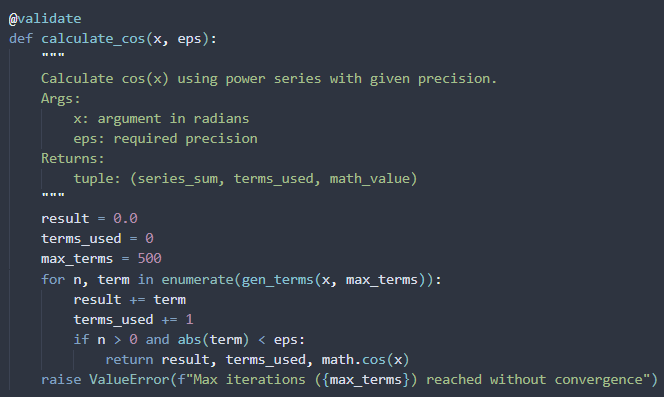 @validate
def calculate_cos(x, eps):
    """
    Calculate cos(x) using power series with given precision.
    Args:
        x: argument in radians
        eps: required precision
    Returns:
        tuple: (series_sum, terms_used, math_value)
    """
    result = 0.0
    terms_used = 0
    max_terms = 500
    for n, term in enumerate(gen_terms(x, max_terms)):
        result += term
        terms_used += 1
        if n > 0 and abs(term) < eps:
            return result, terms_used, math.cos(x)
    raise ValueError(f"Max iterations ({max_terms}) reached without convergence")